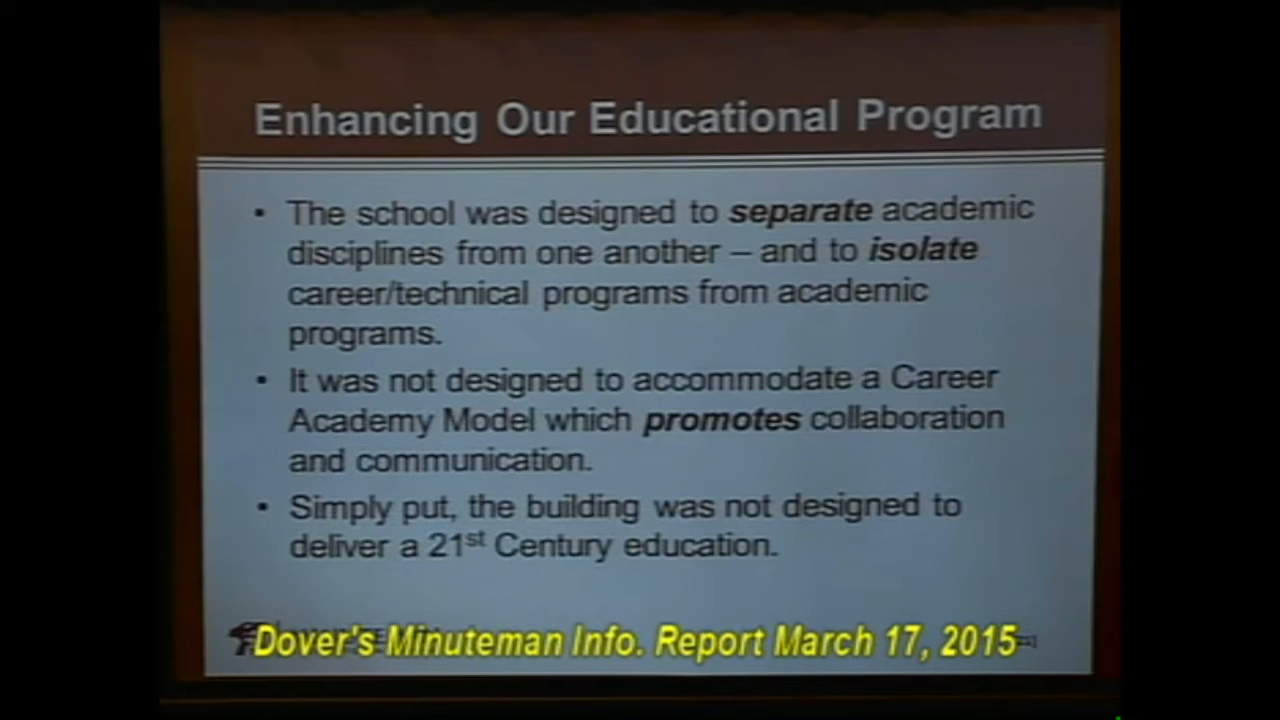 Enhancing Our Educational Program
• The school was designed to separate academic
disciplines from one another – and to isolate
career/technical programs from academic
programs.
• It was not designed to accommodate a Career
Academy Model which promotes collaboration
and communication.
• Simply put, the building was not designed to
deliver a 21st Century education.
Dover's Minuteman Info. Report March 17, 2015